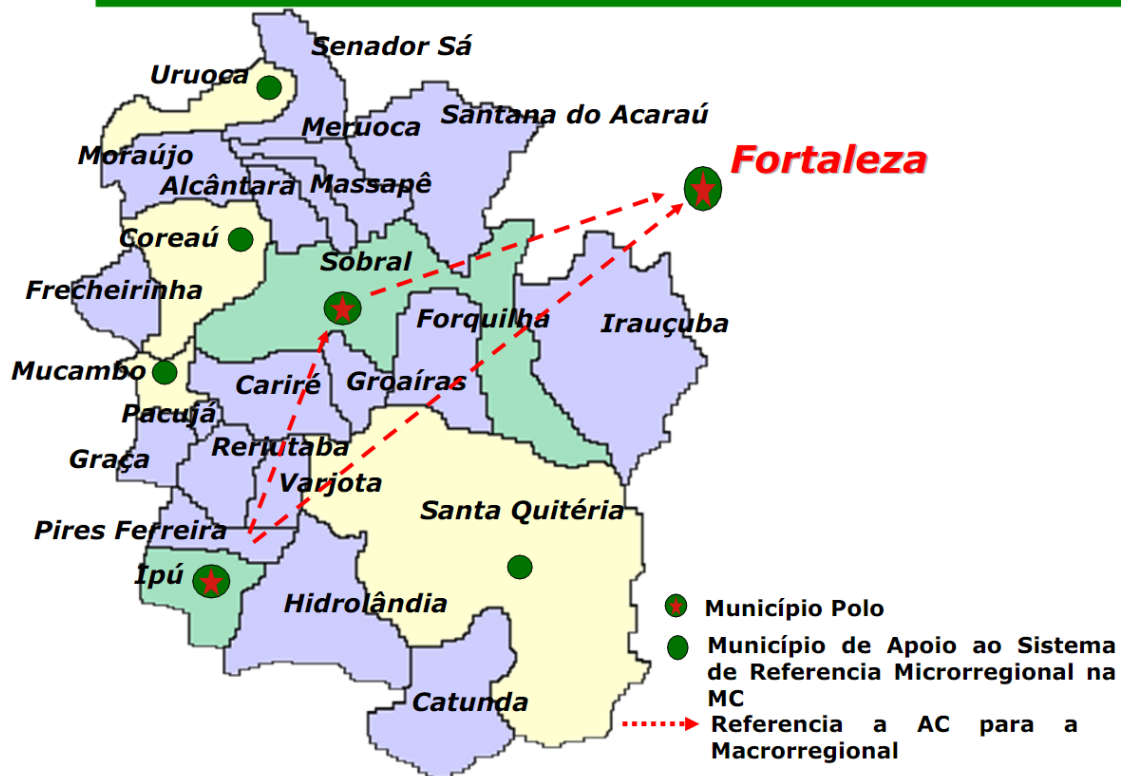 Senador Sá
Uruoca
Santana do Acaraú
Meruoca
Moraújo
Fortaleza
Alcântara
Massapê
Coreaú
Sobral
Frecheirinha
Forquilha
Irauçuba
Mucambo
Cariré
Groaíras
Pacujá
Reriutaba
Graça
Varjota
Santa Quitéria
Pires Ferreira
Ipú
Hidrolândia
Catunda
Município Polo
Município de Apoio ao Sistema
de Referencia Microrregional na
MC
Referencia a AC para a
Macrorregional